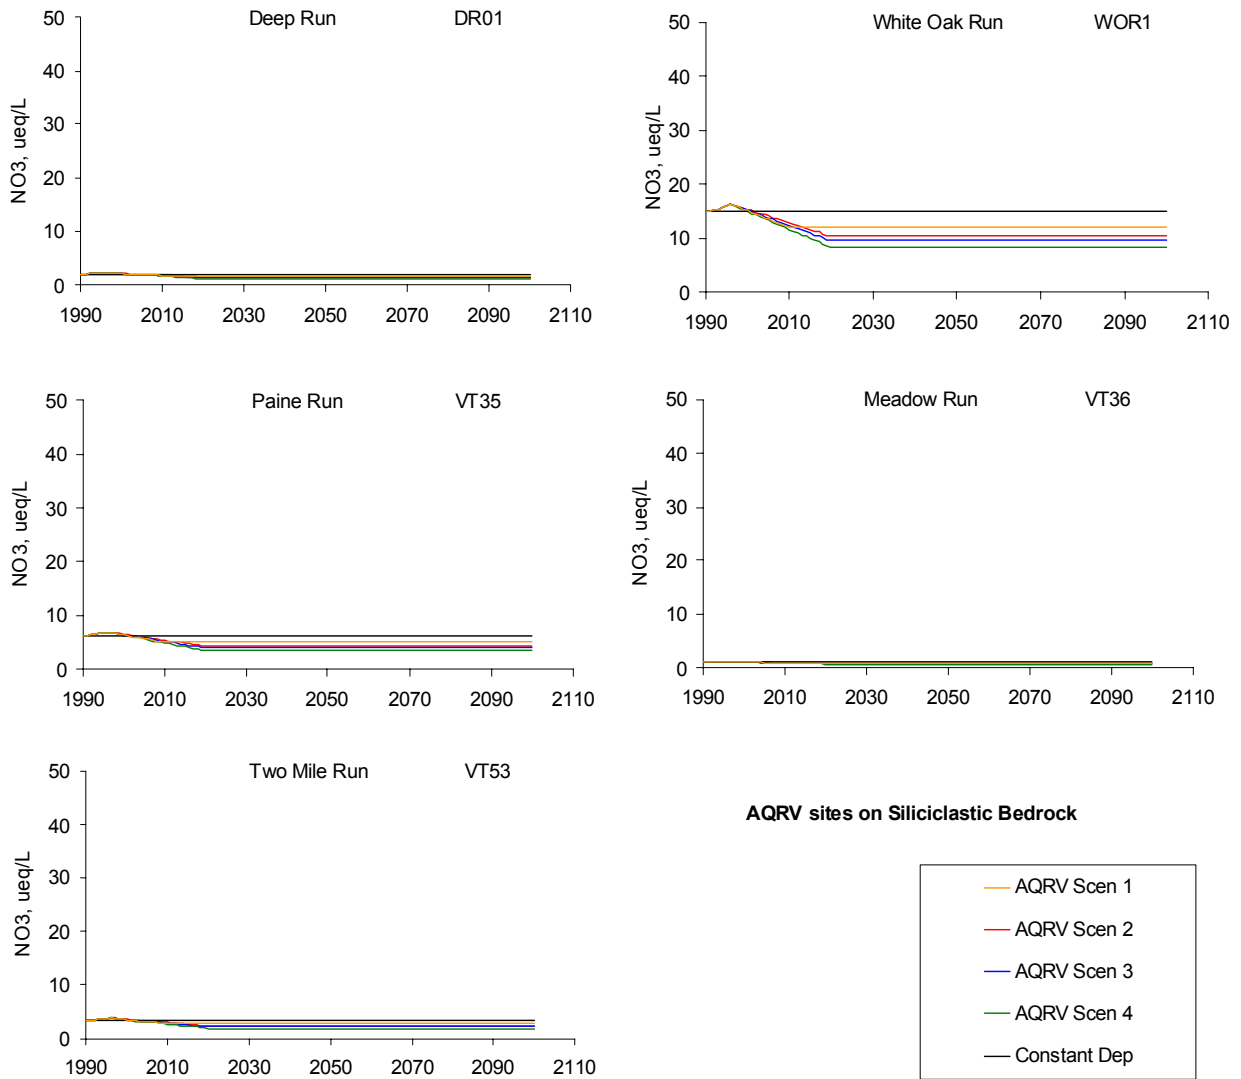 Deep Run DR01
50
40
30
20
10
0
NO3, ueq/L
1990 2010 2030 2050 2070 2090 2110
White Oak Run WOR1
50
40
30
20
10
0
NO3, ueq/L
1990 2010 2030 2050 2070 2090 2110
Paine Run VT35
50
40
30
20
10
0
NO3, ueq/L
1990 2010 2030 2050 2070 2090 2110
Meadow Run VT36
50
40
30
20
10
0
NO3, ueq/L
1990 2010 2030 2050 2070 2090 2110
Two Mile Run VT53
50
40
30
20
10
0
NO3, ueq/L
1990 2010 2030 2050 2070 2090 2110
AQRV sites on Siliciclastic Bedrock
AQRV Scen 1
AQRV Scen 2
AQRV Scen 3
AQRV Scen 4
Constant Dep